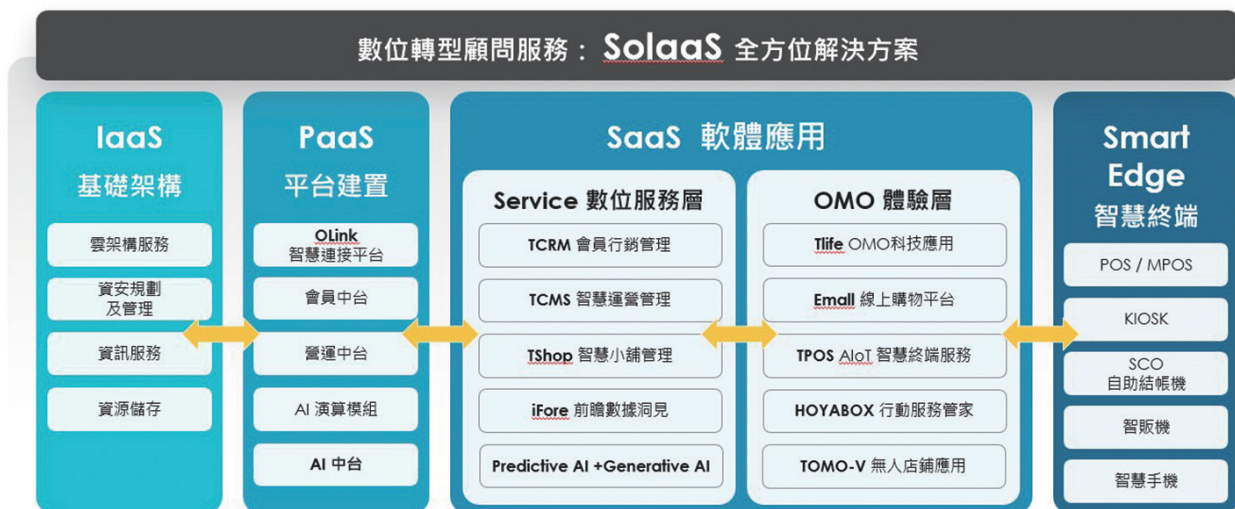 數位轉型顧問服務： SolaaS 全方位解決方案
IaaS
基礎架構
雲架構服務
資安規劃
及管理
資訊服務
資源儲存
PaaS
平台建置
OLink
智慧連接平台
會員中台
營運中台
AI 演算模組
AI 中台
SaaS 軟體應用
Service 數位服務層
TCRM 會員行銷管理
TCMS 智慧運營管理
TShop 智慧小舖管理
iFore 前瞻數據洞見
Predictive AI +Generative AI
OMO 體驗層
Tlife OMO科技應用
Emall 線上購物平台
TPOS AIoT 智慧終端服務
HOYABOX 行動服務管家
TOMO-V 無人店舖應用
Smart
Edge
智慧終端
POS / MPOS
KIOSK
SCO
自助結帳機
智販機
智慧手機